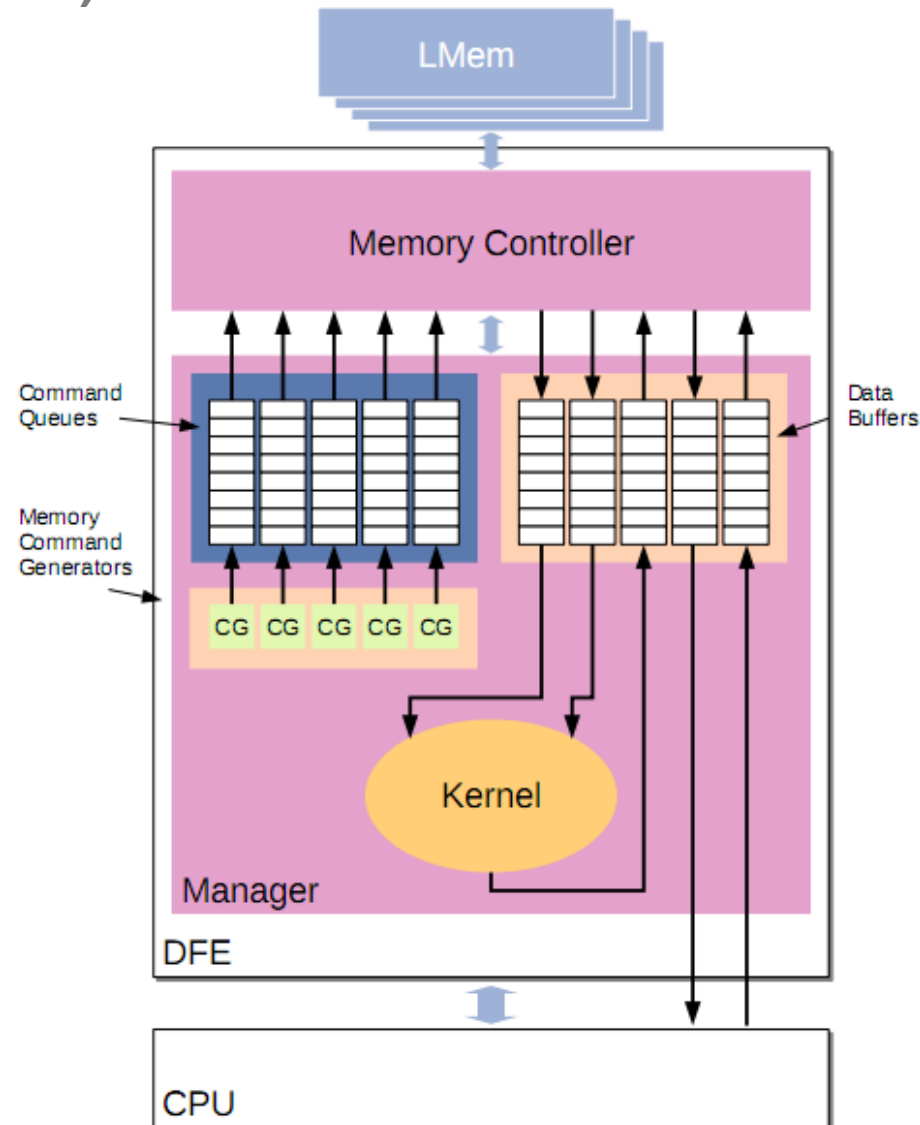 LMem
Memory Controller
Command
Queues
Data
Buffers
Memory
Command
Generators
CG CG CG CG CG
Kernel
Manager
DFE
CPU